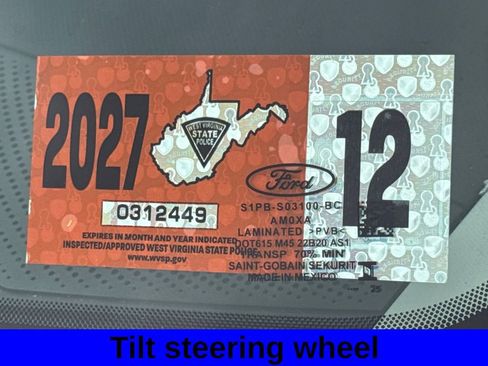 2027
WEST VIRGINIA
STATE
POLICE
12
0312449
EXPIRES IN MONTH AND YEAR INDICATED
INSPECTED/APPROVED WEST VIRGINIA STATE POLICE
www.wvsp.gov
Ford
S1PB-S03100-BC
AM0XA
LAMINATED >PVB<
DOT615 M45 22B20 AS1
TRANSP 70% MIN
SAINT-GOBAIN SEKURIT
MADE IN MEXICO
Tilt steering wheel